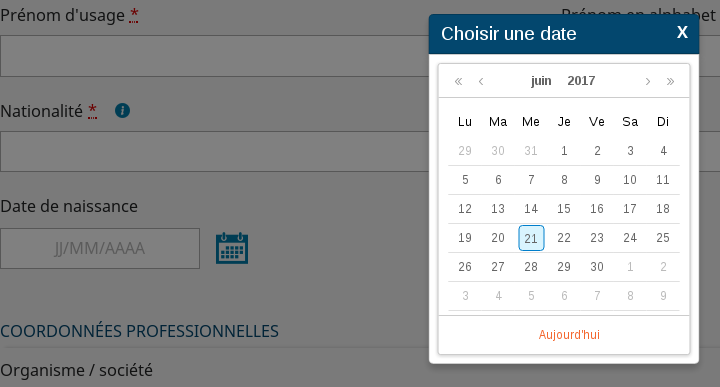 Prénom d'usage *
Prénom en alphabet
Nationalité * i
Date de naissance
JJ/MM/AAAA
COORDONNÉES PROFESSIONNELLES
Organisme / société
Choisir une date X
« ‹ juin 2017 › »
Lu Ma Me Je Ve Sa Di
29 30 31 1 2 3 4
5 6 7 8 9 10 11
12 13 14 15 16 17 18
19 20 21 22 23 24 25
26 27 28 29 30 1 2
3 4 5 6 7 8 9
Aujourd'hui